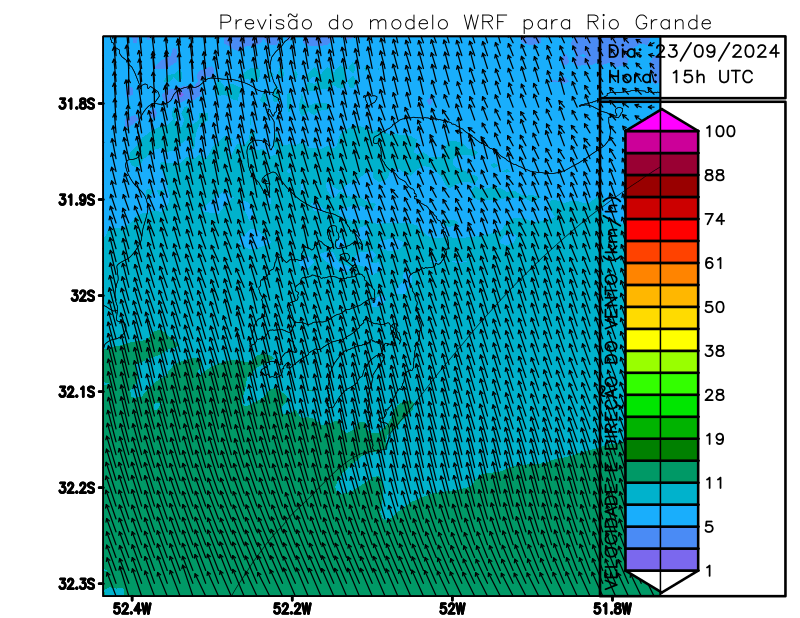 Previsão do modelo WRF para Rio Grande
Dia: 23/09/2024
Hora: 15h UTC
31.8S
31.9S
32S
32.1S
32.2S
32.3S
52.4W
52.2W
52W
51.8W
VELOCIDADE E DIREÇÃO DO VENTO (km/h)
100
88
74
61
50
38
28
19
11
5
1